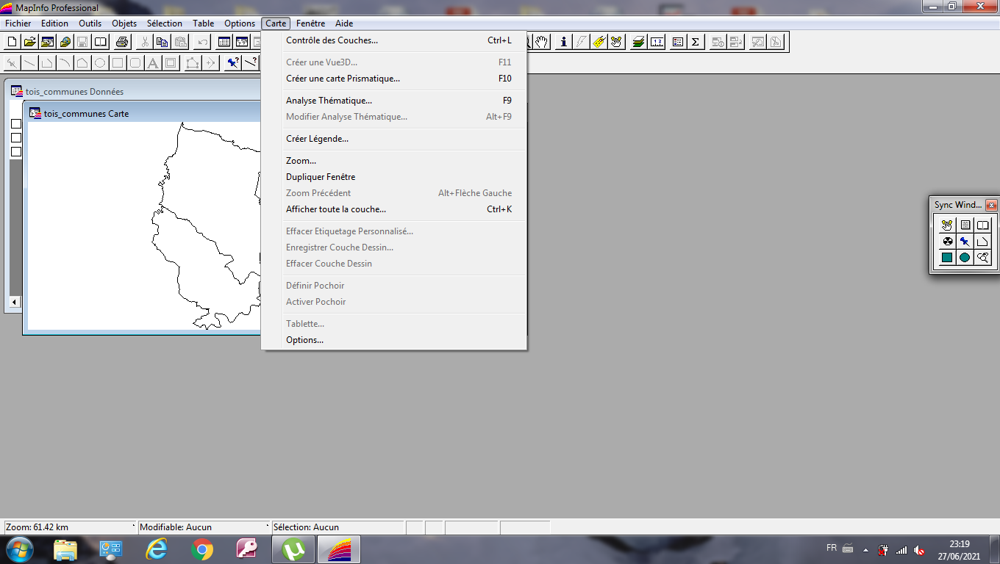 MapInfo Professional
Fichier Edition Outils Objets Sélection Table Options Carte Fenêtre Aide
Contrôle des Couches... Ctrl+L
Créer une Vue3D... F11
Créer une carte Prismatique... F10
tois_communes Données
Analyse Thématique... F9
tois_communes Carte
Modifier Analyse Thématique... Alt+F9
Créer Légende...
Zoom...
Dupliquer Fenêtre
Zoom Précédent Alt+Flèche Gauche
Afficher toute la couche... Ctrl+K
Sync Wind...
Effacer Etiquetage Personnalisé...
Enregistrer Couche Dessin...
Effacer Couche Dessin
Définir Pochoir
Activer Pochoir
Tablette...
Options...
Zoom: 61.42 km Modifiable: Aucun Sélection: Aucun
FR 23:19
27/06/2021